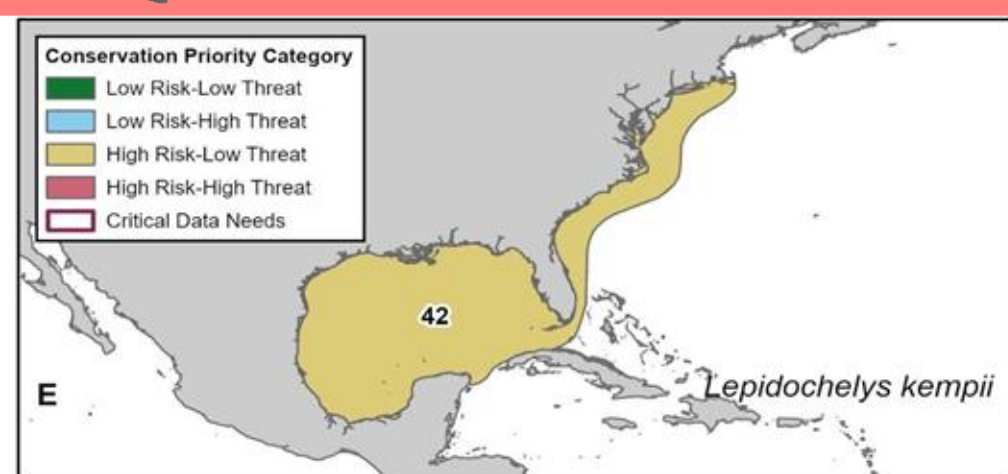 Conservation Priority Category
Low Risk-Low Threat
Low Risk-High Threat
High Risk-Low Threat
High Risk-High Threat
Critical Data Needs
42
E
Lepidochelys kempii